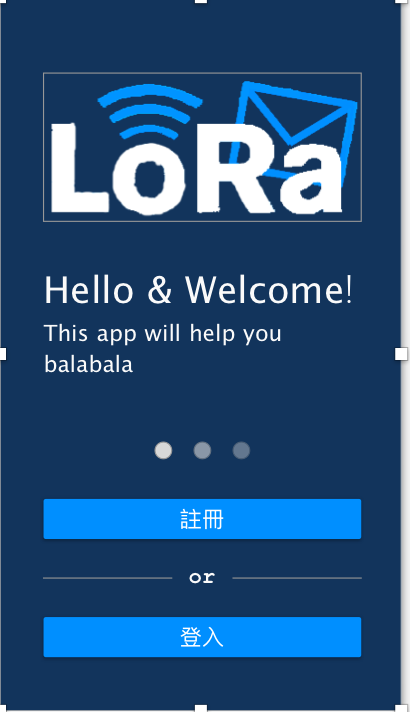 LoRa
Hello & Welcome!
This app will help you
balabala
註冊
or
登入